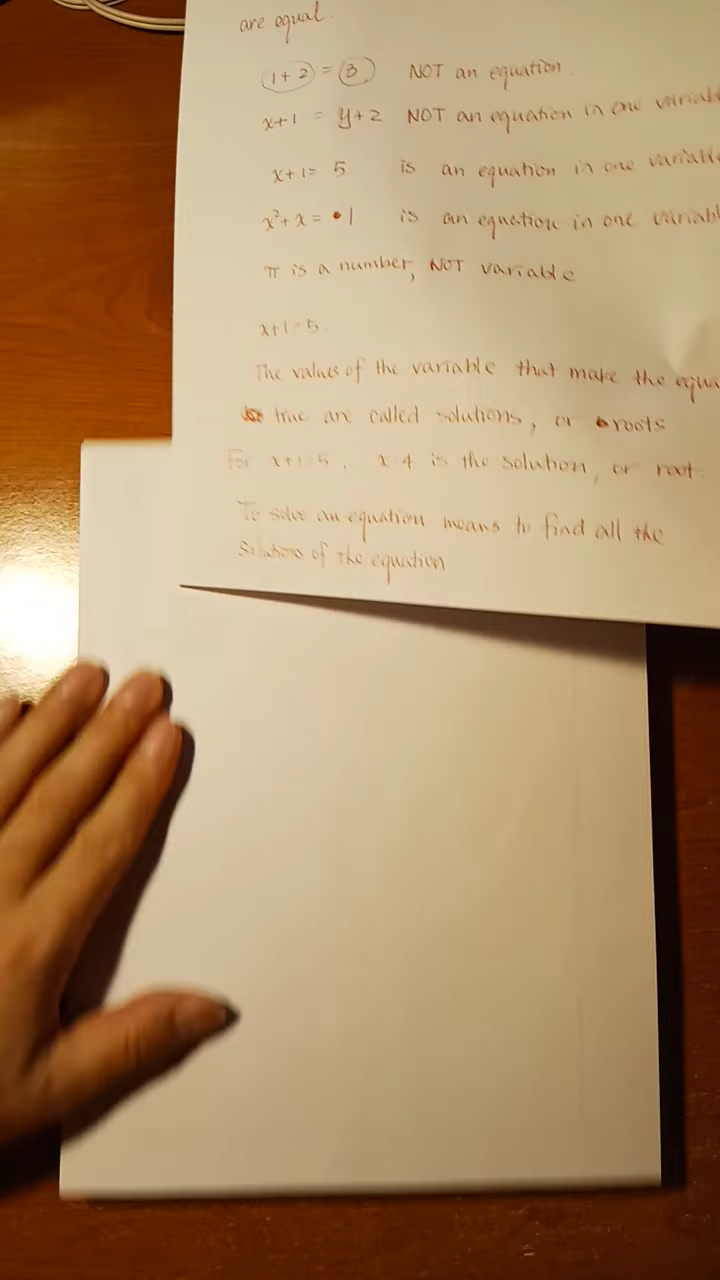 are equal.
1+2 = 3 NOT an equation.
x+1 = y+2 NOT an equation in one
x+1= 5 is an equation in one
x²+x = 1 is an equation in one
π is a number, NOT variable
x+1=5.
The values of the variable that make the
true are called solutions, or roots
For x+1=5, x=4 is the solution, or root.
To solve an equation means to find all the
solutions of the equation